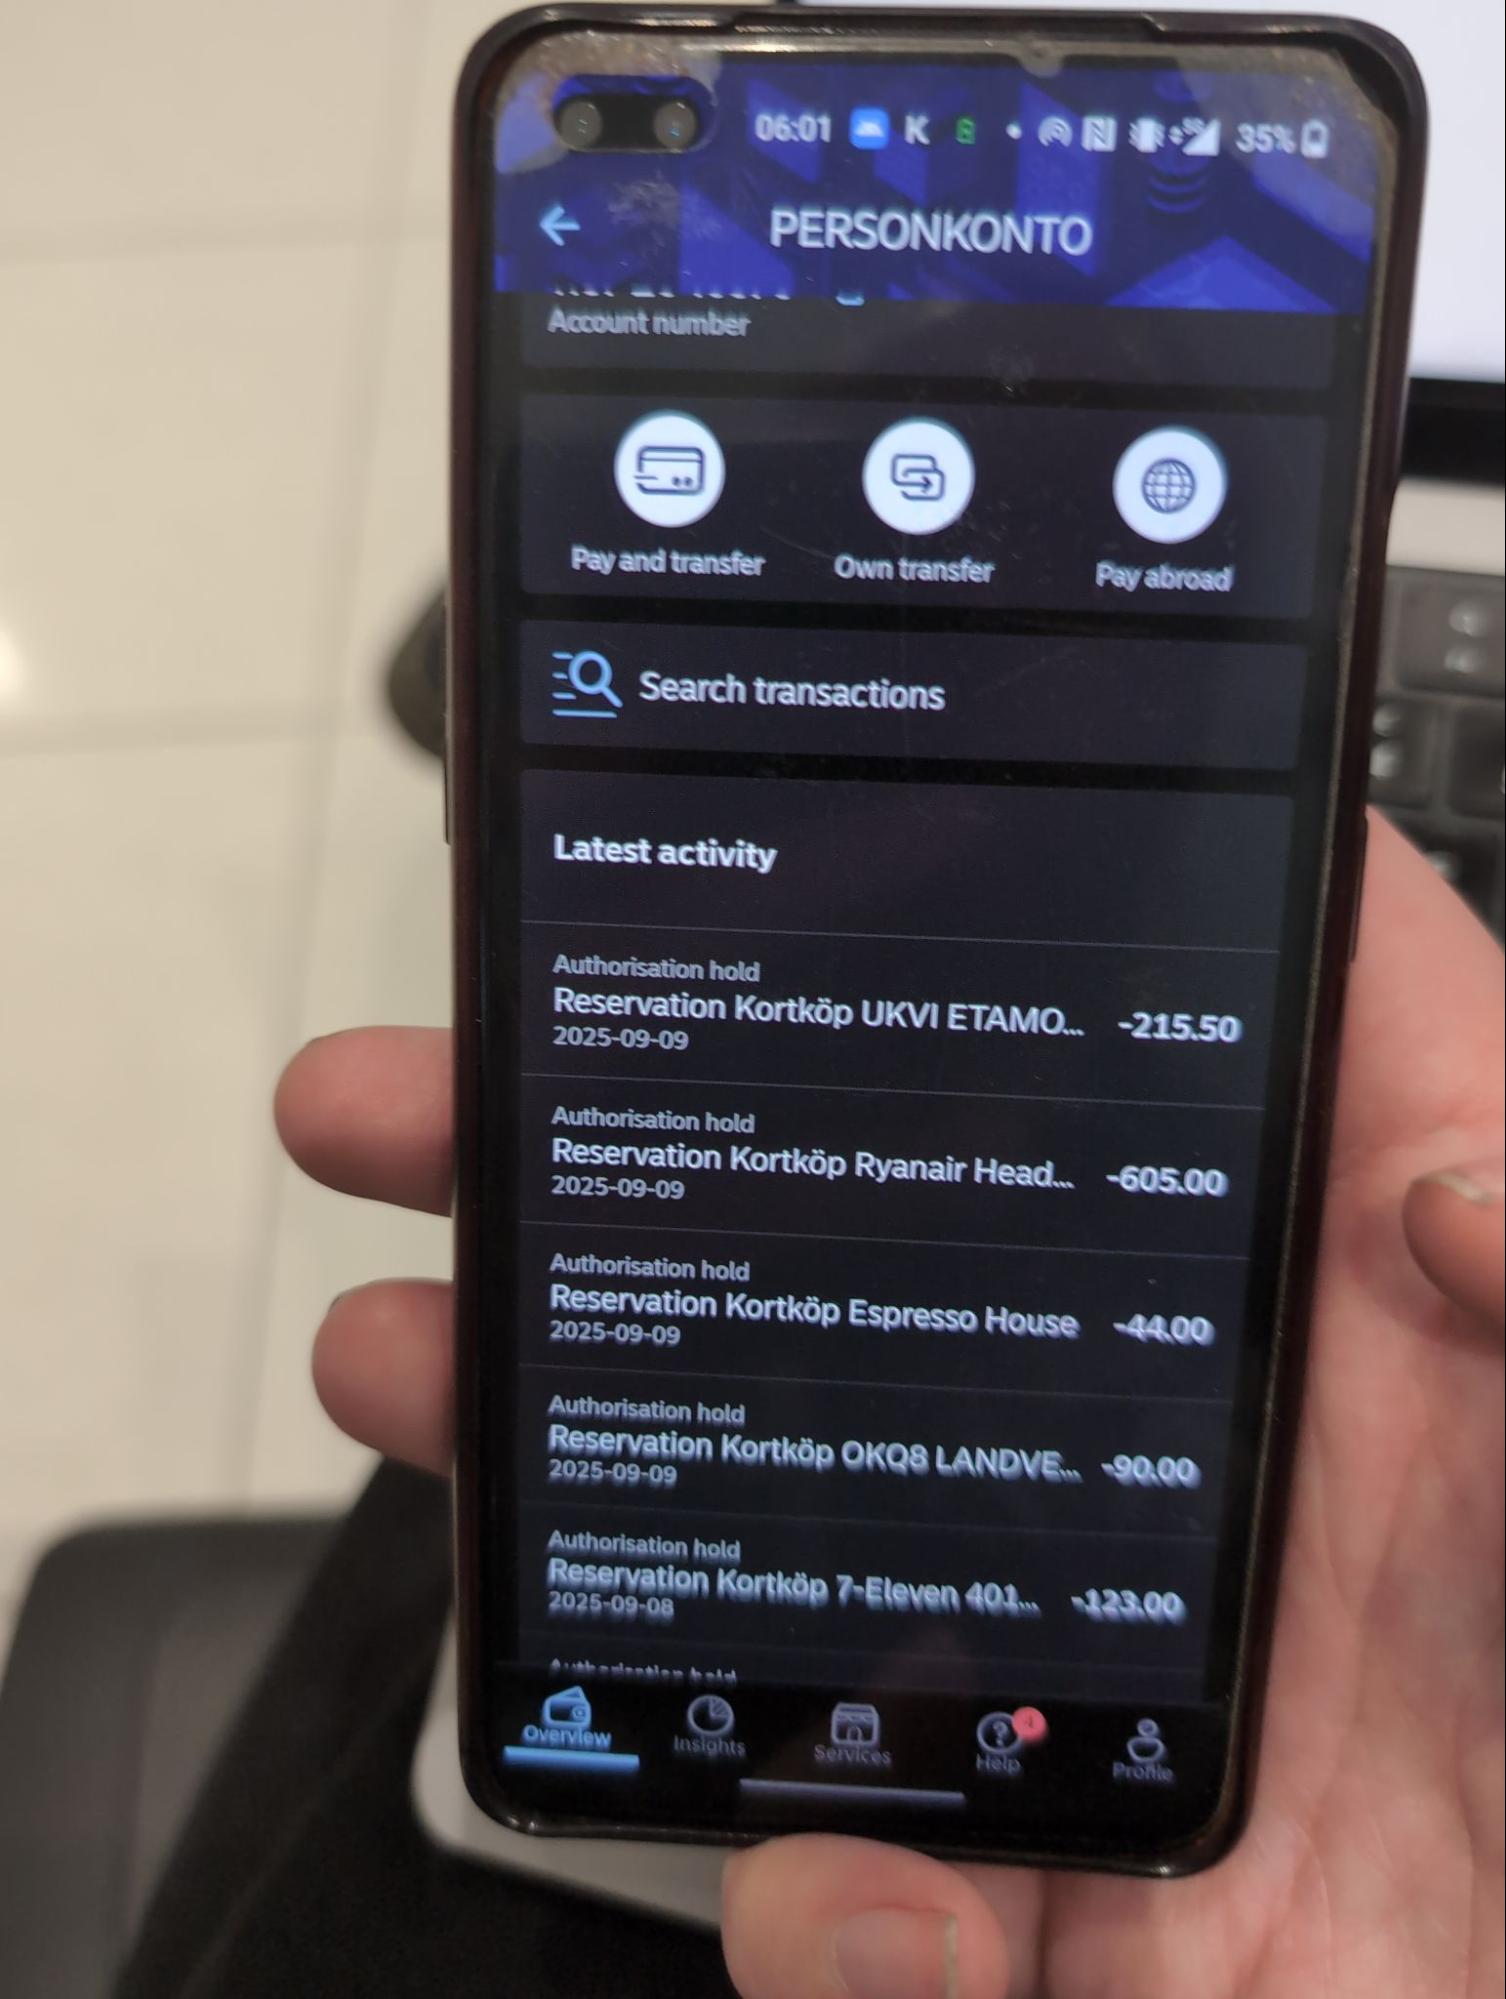 06:01 K 35%
PERSONKONTO
Account number
Pay and transfer
Own transfer
Pay abroad
Search transactions
Latest activity
Authorisation hold
Reservation Kortköp UKVI ETAMO... -215.50
2025-09-09
Authorisation hold
Reservation Kortköp Ryanair Head... -605.00
2025-09-09
Authorisation hold
Reservation Kortköp Espresso House -44.00
2025-09-09
Authorisation hold
Reservation Kortköp OKQ8 LANDVE... -90.00
2025-09-09
Authorisation hold
Reservation Kortköp 7-Eleven 401... -123.00
2025-09-08
Authorisation hold
Overview Insights Services Help 4 Profile